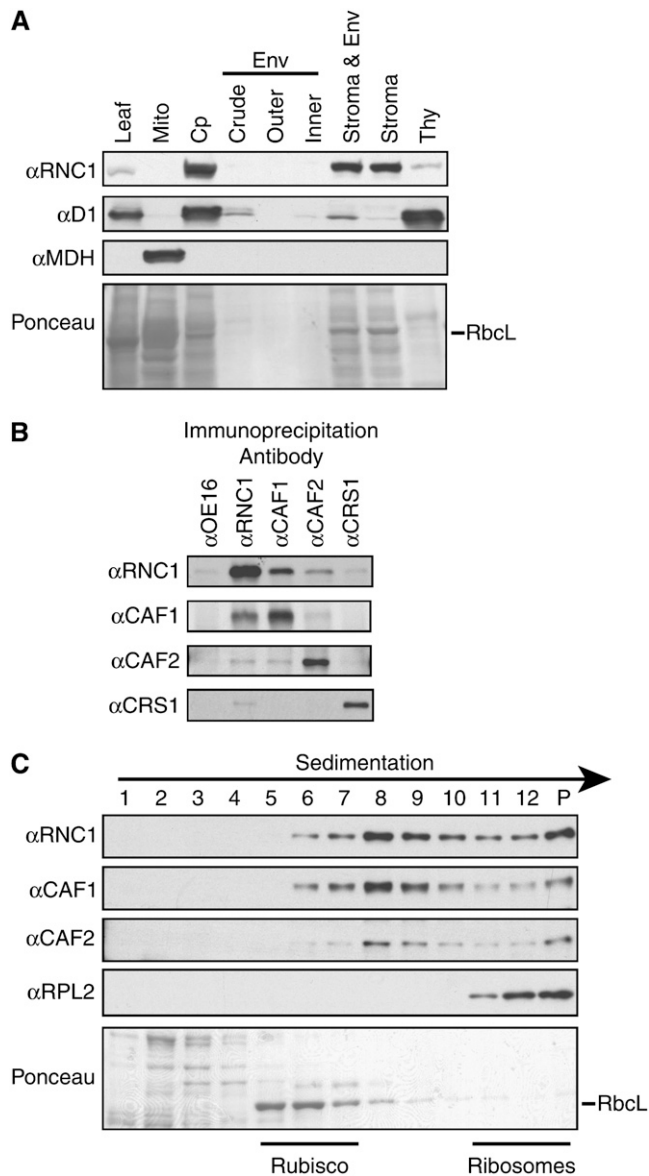 A
Env
Leaf
Mito
Cp
Crude
Outer
Inner
Stroma & Env
Stroma
Thy
αRNC1
αD1
αMDH
Ponceau
RbcL
B
Immunoprecipitation
Antibody
αOE16
αRNC1
αCAF1
αCAF2
αCRS1
αRNC1
αCAF1
αCAF2
αCRS1
C
Sedimentation
1 2 3 4 5 6 7 8 9 10 11 12 P
αRNC1
αCAF1
αCAF2
αRPL2
Ponceau
RbcL
Rubisco
Ribosomes